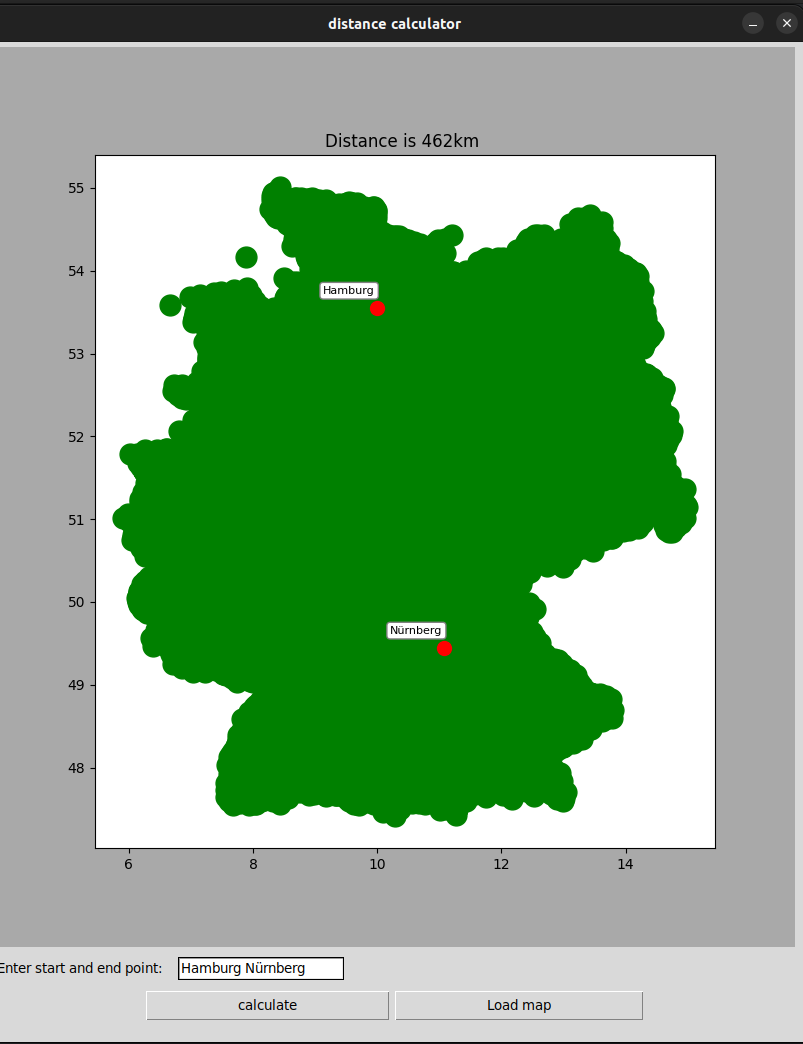 distance calculator
Distance is 462km
55
54
Hamburg
53
52
51
50
Nürnberg
49
48
6 8 10 12 14
Enter start and end point: Hamburg Nürnberg
calculate Load map